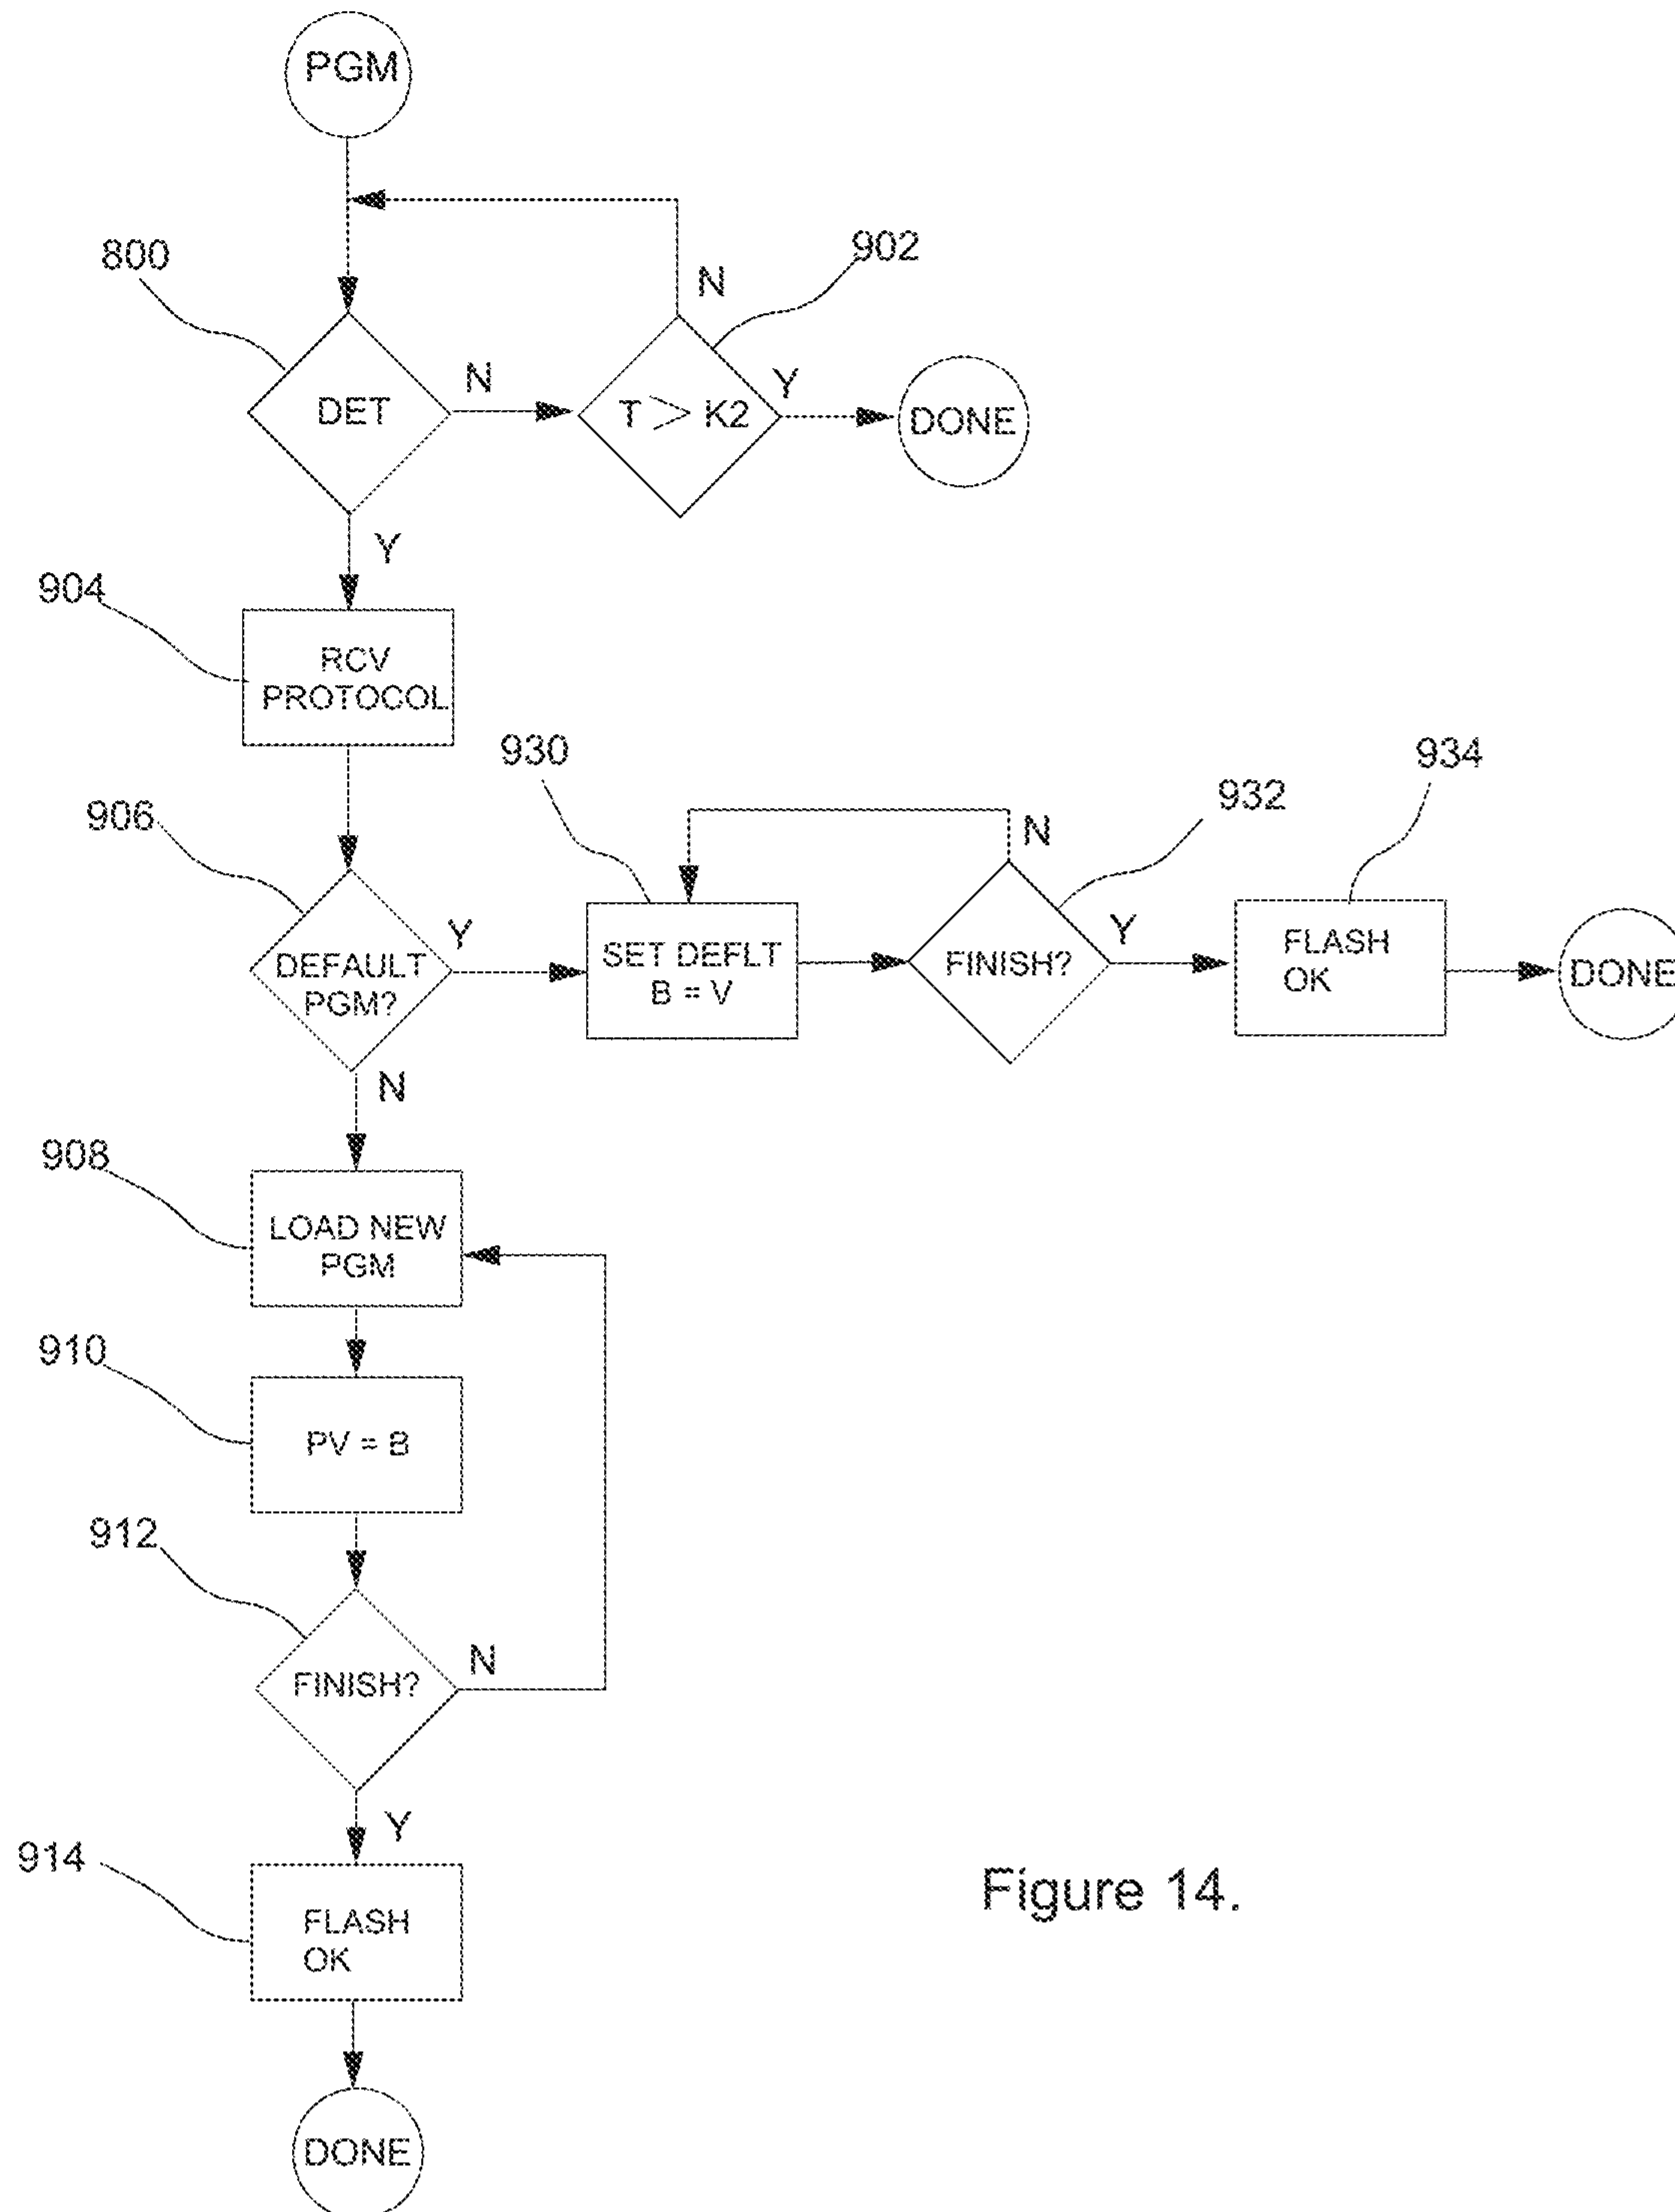 PGM
800
902
N
DET
N
T > K2
Y
DONE
Y
904
RCV
PROTOCOL
930
934
932
906
N
Y
Y
SET DEFLT
B = V
FINISH?
FLASH
OK
DONE
DEFAULT
PGM?
N
908
LOAD NEW
PGM
910
PV = B
912
FINISH?
N
Y
914
FLASH
OK
Figure 14.
DONE